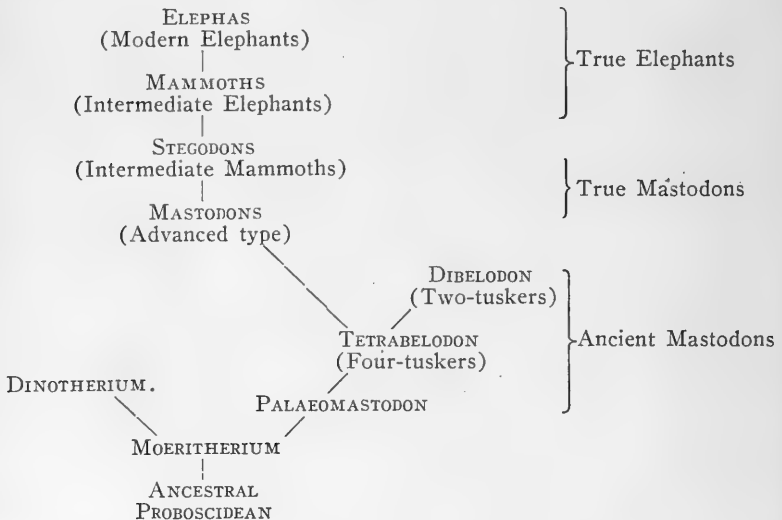 ELEPHAS
(Modern Elephants)
True Elephants
MAMMOTHS
(Intermediate Elephants)
STEGODONS
(Intermediate Mammoths)
True Mastodons
MASTODONS
(Advanced type)
DIBELODON
(Two-tuskers)
TETRABELODON
(Four-tuskers)
Ancient Mastodons
DINOTHERIUM.
PALAEOMASTODON
MOERITHERIUM
ANCESTRAL
PROBOSCIDEAN